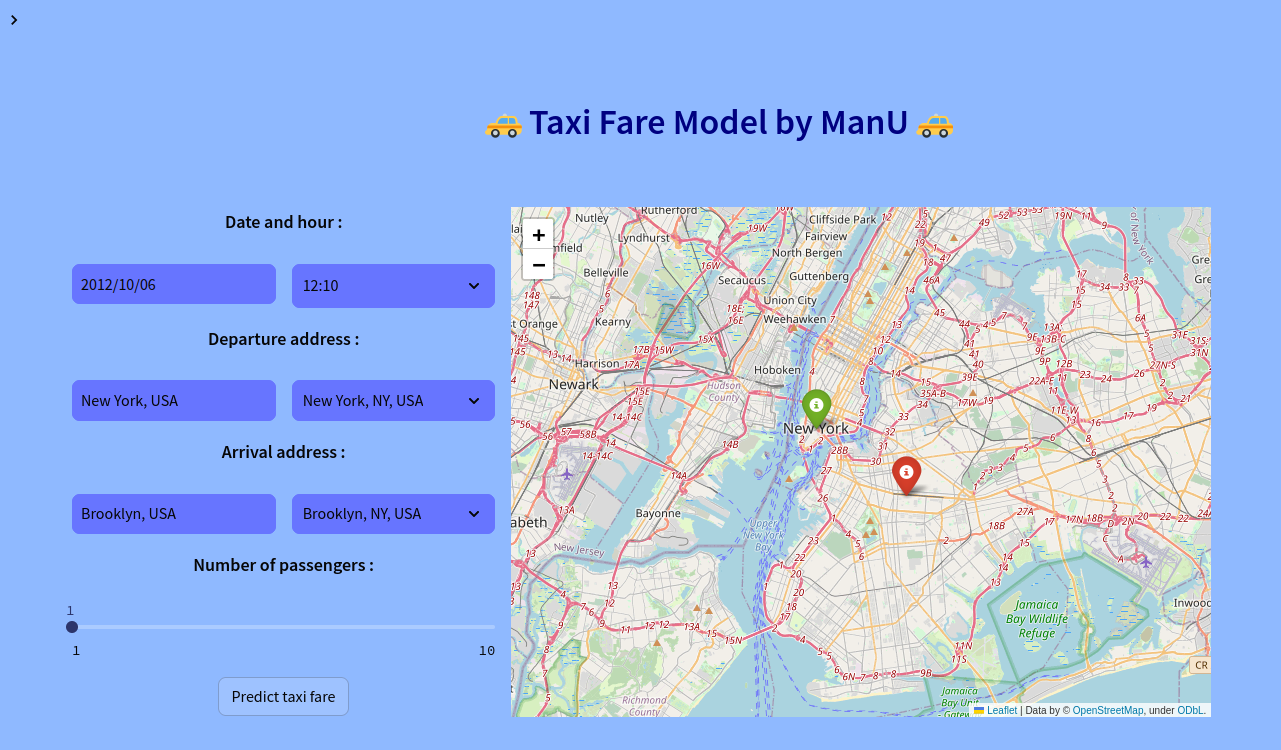 Taxi Fare Model by ManU
Date and hour :
2012/10/06
12:10
Departure address :
New York, USA
New York, NY, USA
Arrival address :
Brooklyn, USA
Brooklyn, NY, USA
Number of passengers :
1
1
10
Predict taxi fare
+
−
Nutley
Rutherford
Cliffside Park
Fairview
Lyndhurst
North Bergen
Belleville
Secaucus
Guttenberg
Union City
Weehawken
Kearny
Harrison
Newark
Hoboken
Hudson
County
New York
Bayonne
Upper
New York
Bay
New Jersey
Jamaica
Bay Wildlife
Refuge
Inwood
CR
Richmond
County
Jamaica
Bay Unit
Leaflet | Data by © OpenStreetMap, under ODbL.